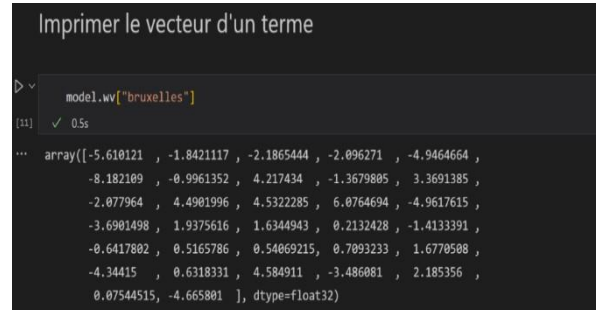 Imprimer le vecteur d'un terme
model.wv["bruxelles"]
[11] ✓ 0.5s
... array([-5.610121 , -1.8421117 , -2.1865444 , -2.096271 , -4.9464664 ,
-8.182109 , -0.9961352 , 4.217434 , -1.3679805 , 3.3691385 ,
-2.077964 , 4.4901996 , 4.5322285 , 6.0764694 , -4.9617615 ,
-3.6901498 , 1.9375616 , 1.6344943 , 0.2132428 , -1.4133391 ,
-0.6417802 , 0.5165786 , 0.54069215, 0.7093233 , 1.6770508 ,
-4.34415 , 0.6318331 , 4.584911 , -3.486081 , 2.185356 ,
0.07544515, -4.665801 ], dtype=float32)